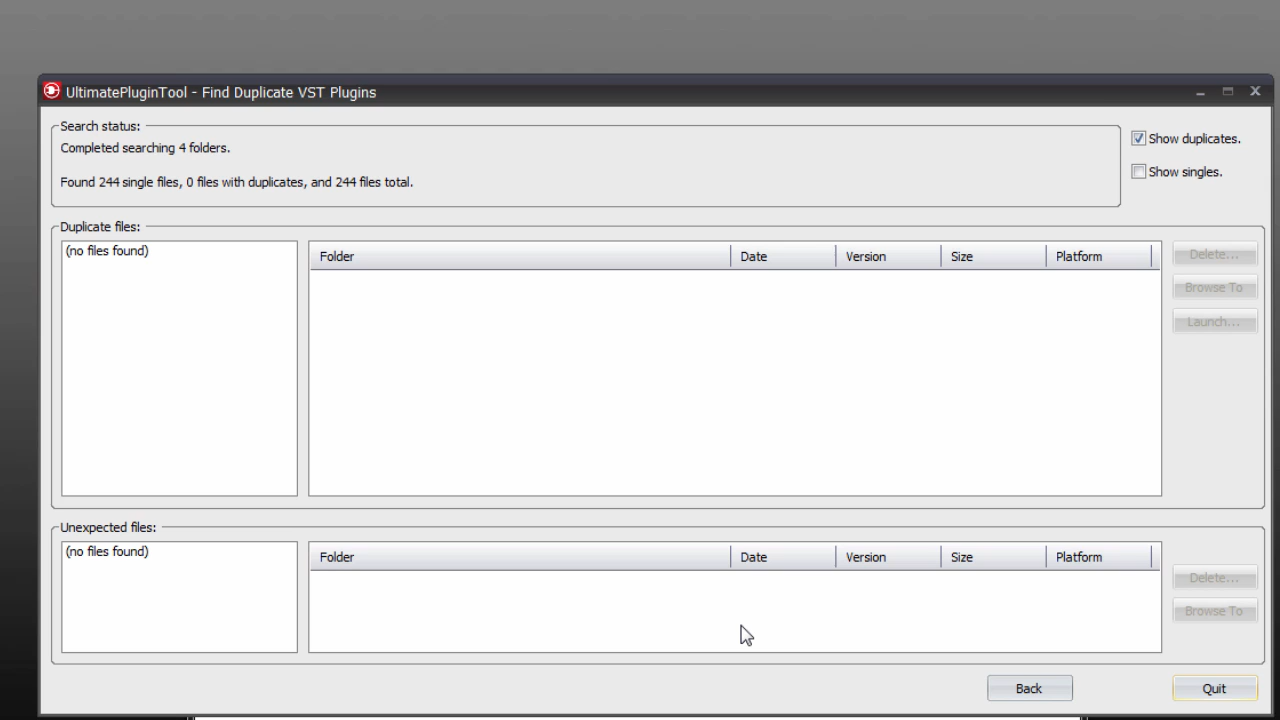 UltimatePluginTool - Find Duplicate VST Plugins
Search status:
Completed searching 4 folders.
Found 244 single files, 0 files with duplicates, and 244 files total.
Show duplicates.
Show singles.
Duplicate files:
(no files found)
Folder Date Version Size Platform
Delete...
Browse To
Launch...
Unexpected files:
(no files found)
Folder Date Version Size Platform
Delete...
Browse To
Back Quit